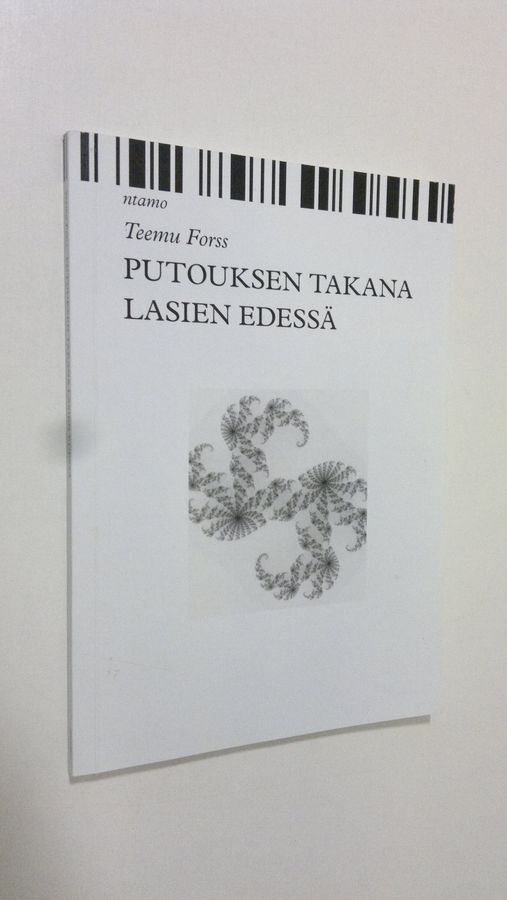 ntamo
Teemu Forss
PUTOUKSEN TAKANA
LASIEN EDESSÄ